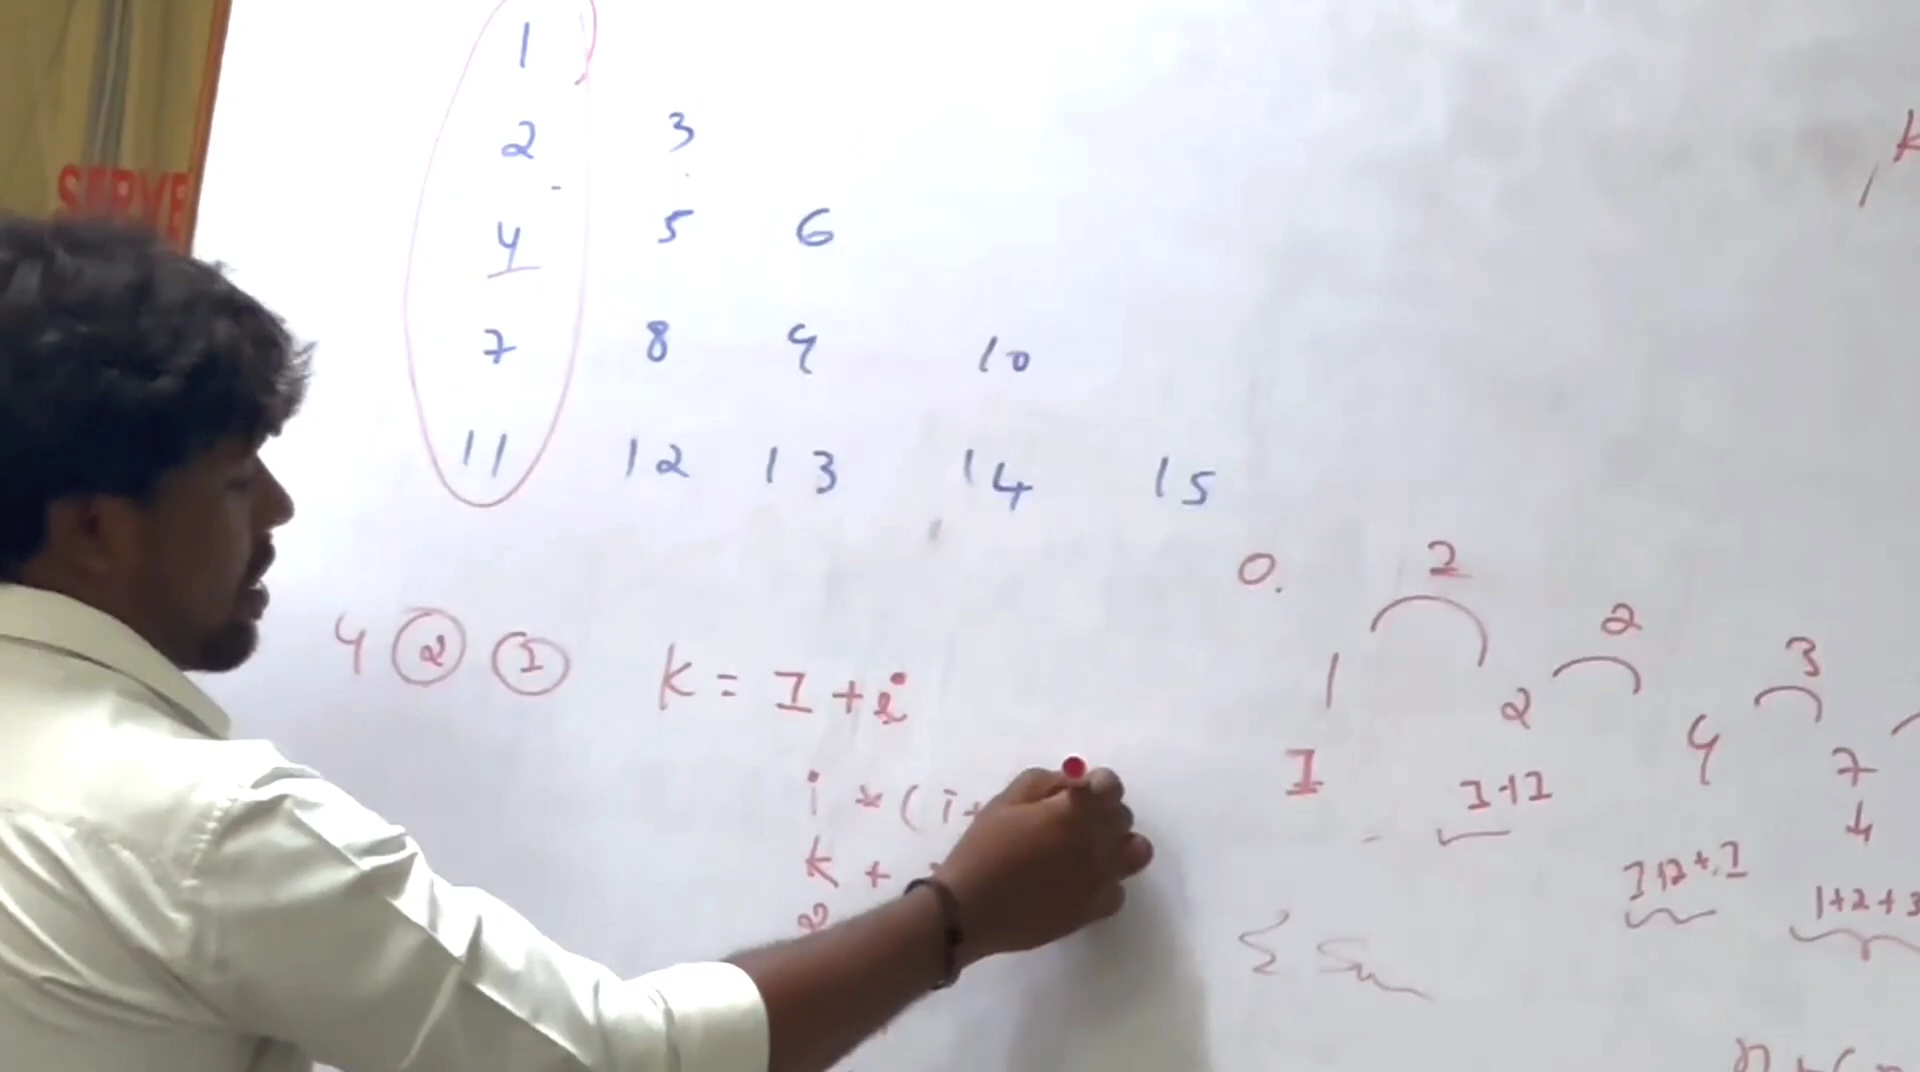 1
2 3
4 5 6
7 8 9 10
11 12 13 14 15
4 2 1
K = 1 + i
i * ( i +
K +
2
0.
2 2 3
1 2 4 7
1 1+1 1+2+1 1+2+3
K